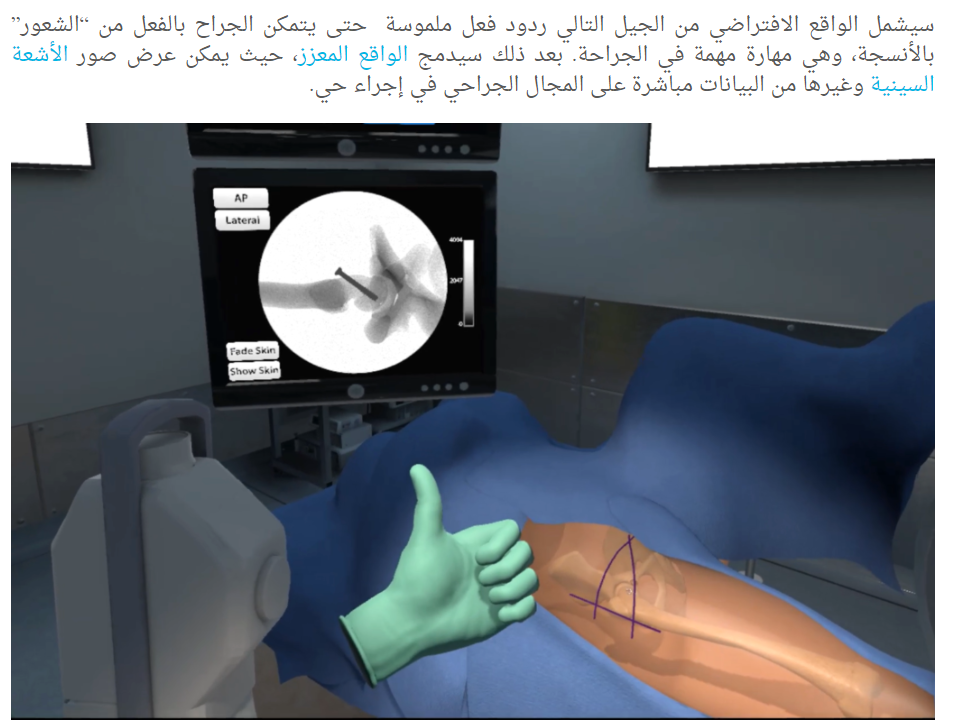 سيشمل الواقع الافتراضي من الجيل التالي ردود فعل ملموسة حتى يتمكن الجراح بالفعل من “الشعور”
بالأنسجة، وهي مهارة مهمة في الجراحة. بعد ذلك سيدمج الواقع المعزز، حيث يمكن عرض صور الأشعة
السينية وغيرها من البيانات مباشرة على المجال الجراحي في إجراء حي.
AP
Lateral
4094
2047
0
Fade Skin
Show Skin